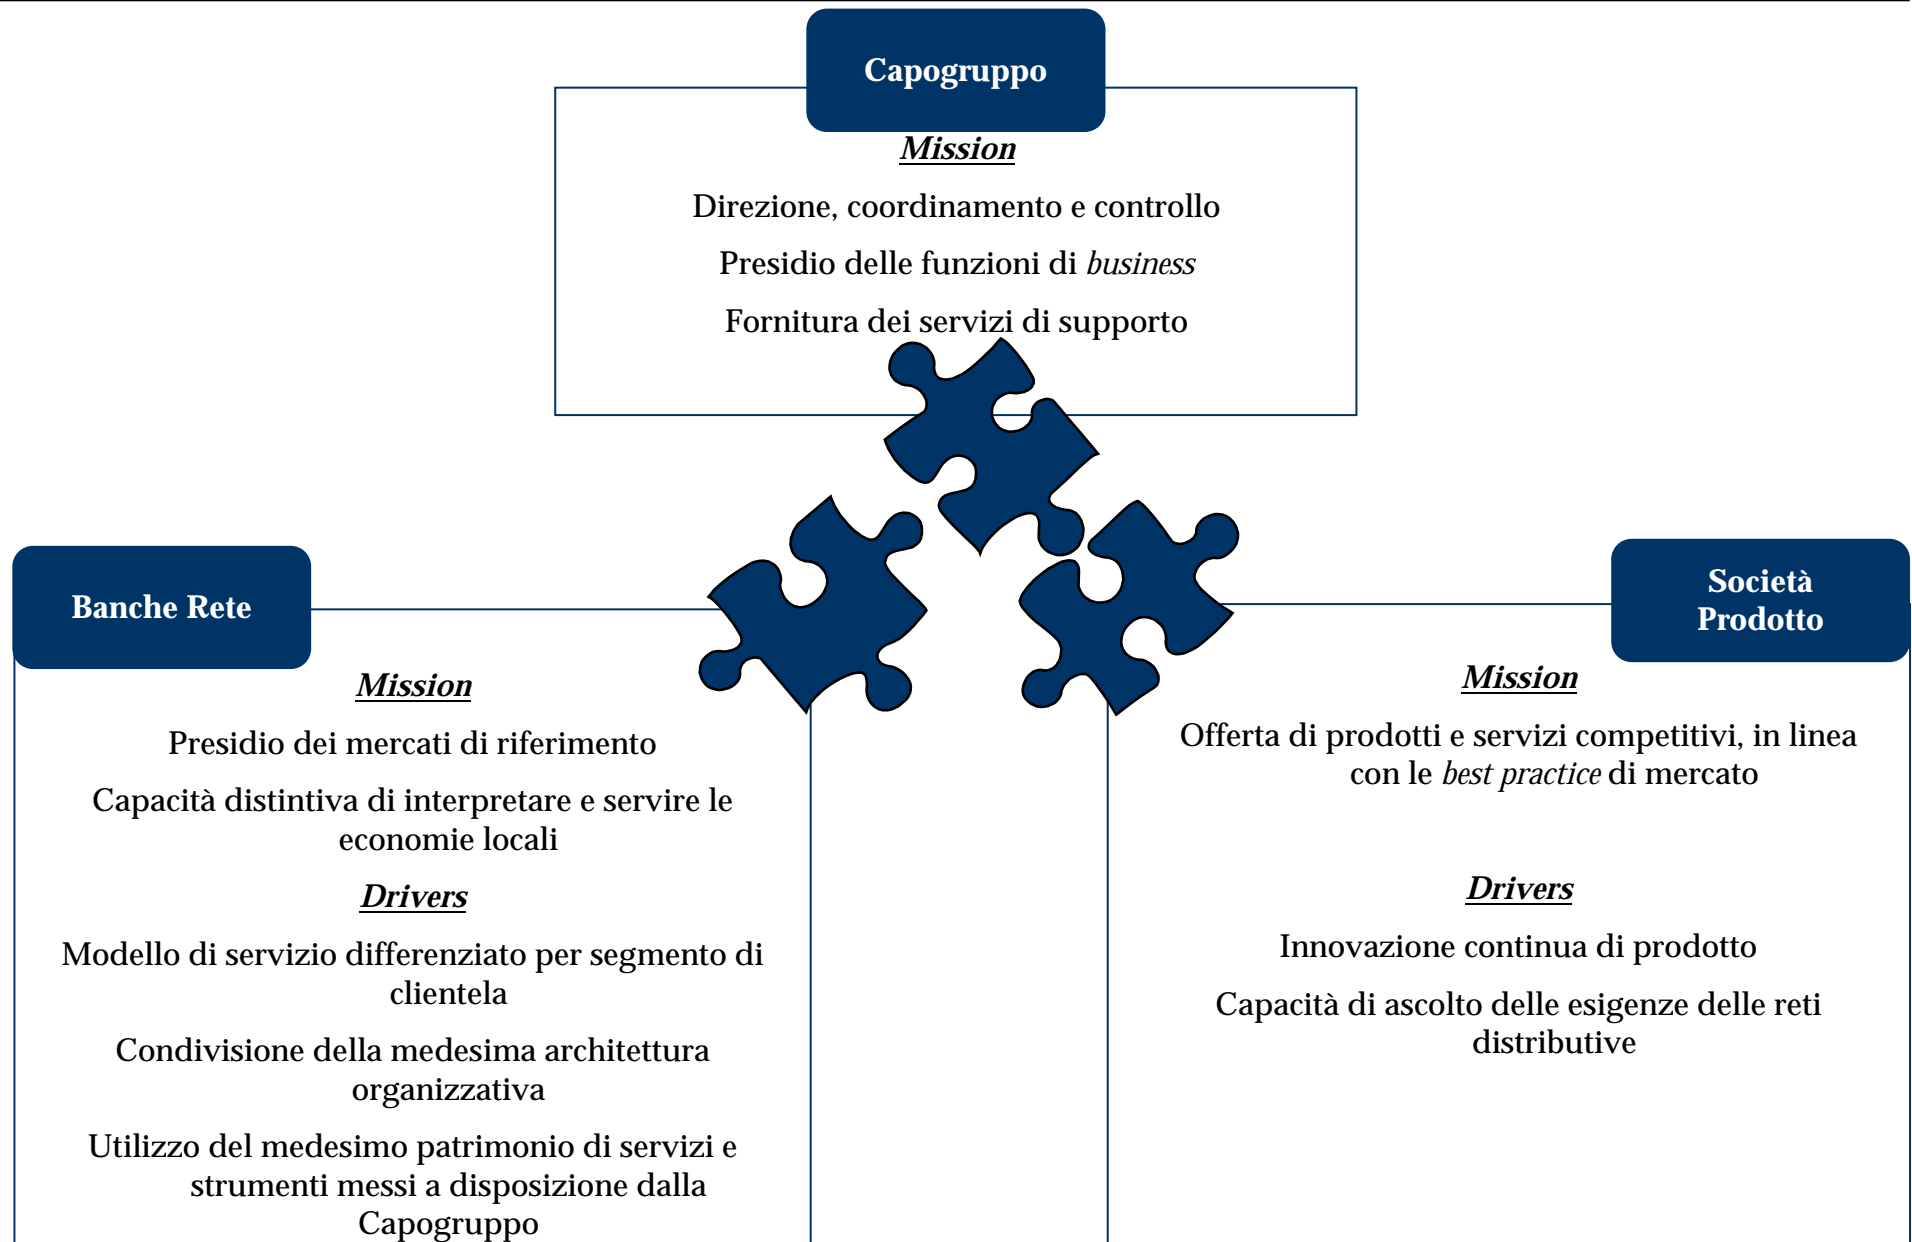 Capogruppo
Mission
Direzione, coordinamento e controllo
Presidio delle funzioni di business
Fornitura dei servizi di supporto
Banche Rete
Mission
Presidio dei mercati di riferimento
Capacità distintiva di interpretare e servire le
economie locali
Drivers
Modello di servizio differenziato per segmento di
clientela
Condivisione della medesima architettura
organizzativa
Utilizzo del medesimo patrimonio di servizi e
strumenti messi a disposizione dalla
Capogruppo
Società
Prodotto
Mission
Offerta di prodotti e servizi competitivi, in linea
con le best practice di mercato
Drivers
Innovazione continua di prodotto
Capacità di ascolto delle esigenze delle reti
distributive